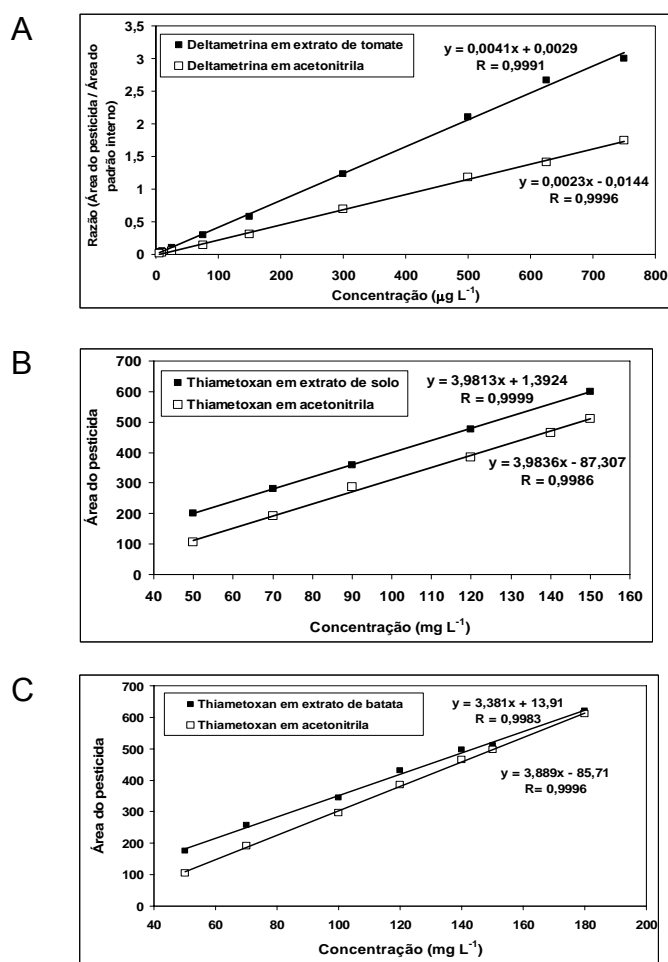 A
Razão (Área do pesticida / Área do
padrão interno)
3,5
3
2,5
2
1,5
1
0,5
0
Deltametrina em extrato de tomate
Deltametrina em acetonitrila
y = 0,0041x + 0,0029
R = 0,9991
y = 0,0023x - 0,0144
R = 0,9996
0 100 200 300 400 500 600 700 800
Concentração (µg L⁻¹)
B
Área do pesticida
700
600
500
400
300
200
100
0
Thiametoxan em extrato de solo
Thiametoxan em acetonitrila
y = 3,9813x + 1,3924
R = 0,9999
y = 3,9836x - 87,307
R = 0,9986
40 50 60 70 80 90 100 110 120 130 140 150 160
Concentração (mg L⁻¹)
C
Área do pesticida
700
600
500
400
300
200
100
0
Thiametoxan em extrato de batata
Thiametoxan em acetonitrila
y = 3,381x + 13,91
R = 0,9983
y = 3,889x - 85,71
R= 0,9996
40 60 80 100 120 140 160 180 200
Concentração (mg L⁻¹)